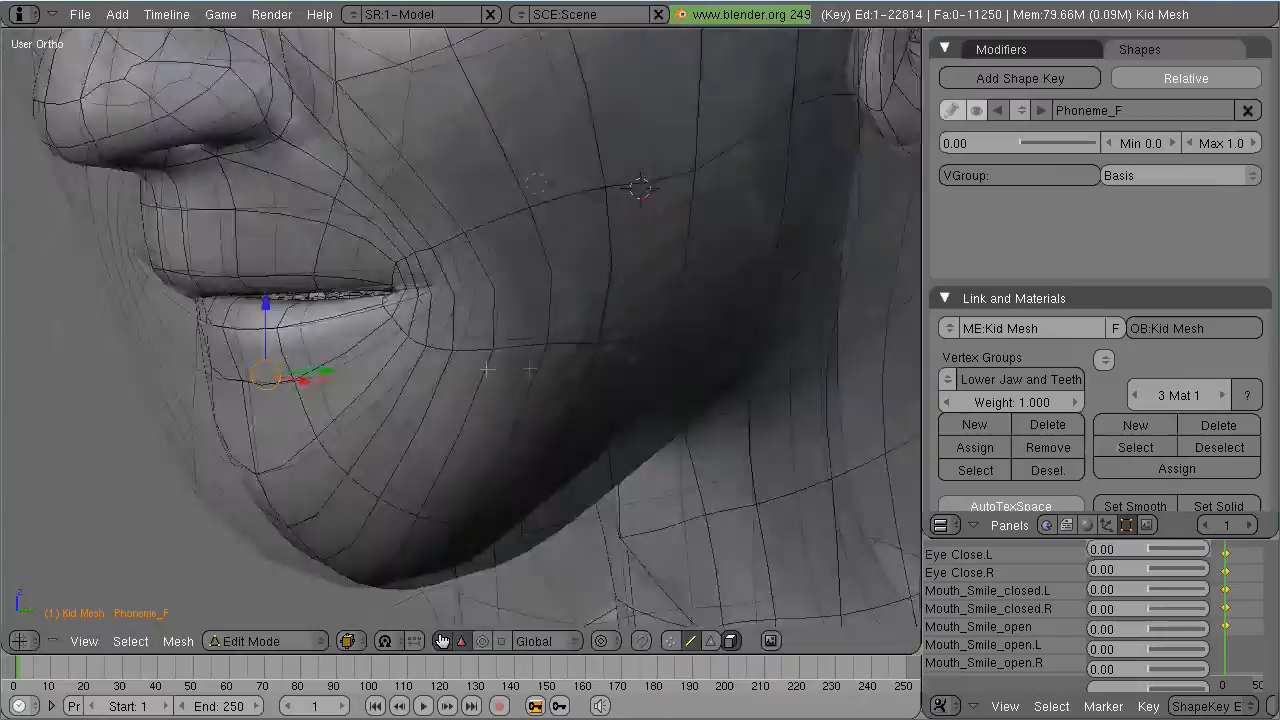 File Add Timeline Game Render Help SR:1-Model SCE:Scene www.blender.org 249 (Key) Ed:1-22814 | Fa:0-11250 | Mem:79.66M (0.09M) Kid Mesh
User Ortho
Modifiers Shapes
Add Shape Key Relative
Phoneme_F
0.00 Min 0.0 Max 1.0
VGroup: Basis
Link and Materials
ME:Kid Mesh F OB:Kid Mesh
Vertex Groups
Lower Jaw and Teeth
Weight: 1.000 3 Mat 1 ?
New Delete New Delete
Assign Remove Select Deselect
Select Desel. Assign
AutoTexSpace Set Smooth Set Solid
Panels 1
Eye Close.L 0.00
Eye Close.R 0.00
Mouth_Smile_closed.L 0.00
Mouth_Smile_closed.R 0.00
Mouth_Smile_open 0.00
Mouth_Smile_open.L 0.00
Mouth_Smile_open.R 0.00
0 50
z
(1) Kid Mesh Phoneme_F
View Select Mesh Edit Mode Global
0 10 20 30 40 50 60 70 80 90 100 110 120 130 140 150 160 170 180 190 200 210 220 230 240 250
Pr Start: 1 End: 250 1
View Select Marker Key ShapeKey E